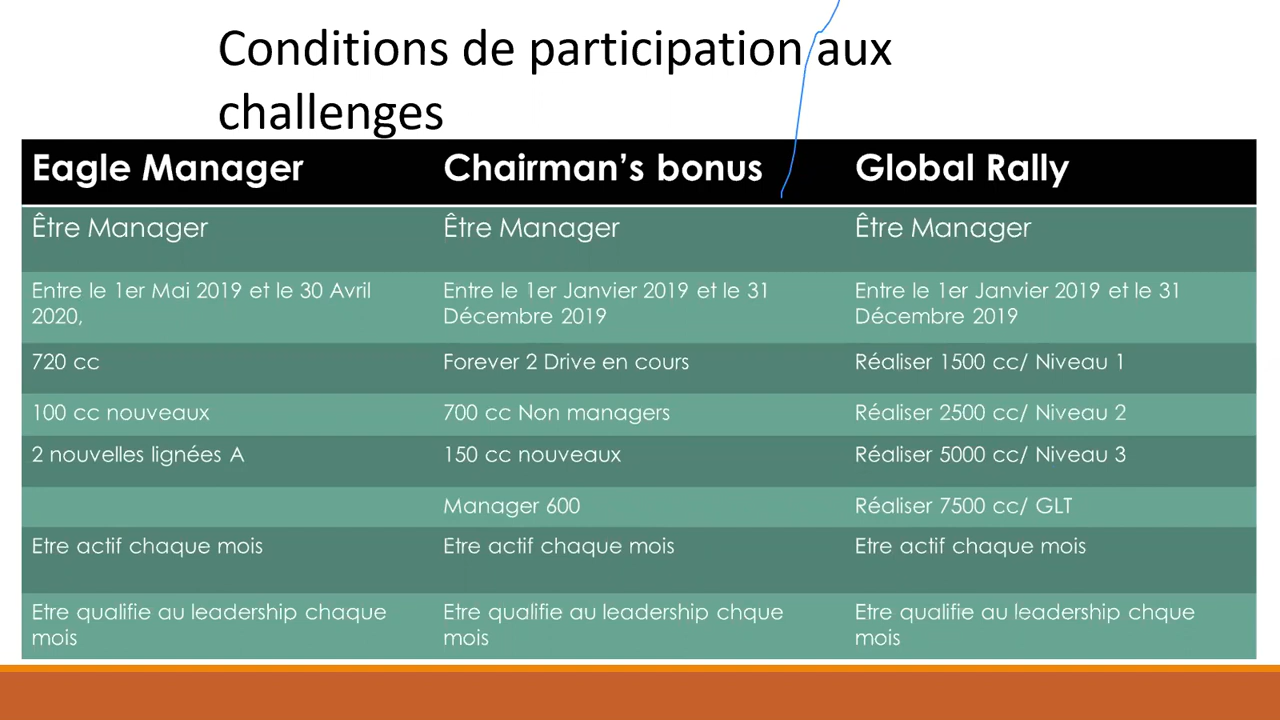 Conditions de participation aux
challenges
Eagle Manager
Chairman’s bonus
Global Rally
Être Manager
Être Manager
Être Manager
Entre le 1er Mai 2019 et le 30 Avril
2020,
Entre le 1er Janvier 2019 et le 31
Décembre 2019
Entre le 1er Janvier 2019 et le 31
Décembre 2019
720 cc
Forever 2 Drive en cours
Réaliser 1500 cc/ Niveau 1
100 cc nouveaux
700 cc Non managers
Réaliser 2500 cc/ Niveau 2
2 nouvelles lignées A
150 cc nouveaux
Réaliser 5000 cc/ Niveau 3
Manager 600
Réaliser 7500 cc/ GLT
Etre actif chaque mois
Etre actif chaque mois
Etre actif chaque mois
Etre qualifie au leadership chaque
mois
Etre qualifie au leadership chque
mois
Etre qualifie au leadership chque
mois